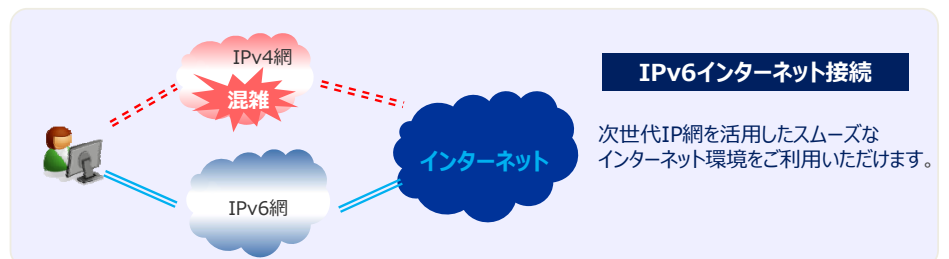 IPv4網
混雑
IPv6インターネット接続
インターネット
次世代IP網を活用したスムーズな
インターネット環境をご利用いただけます。
IPv6網